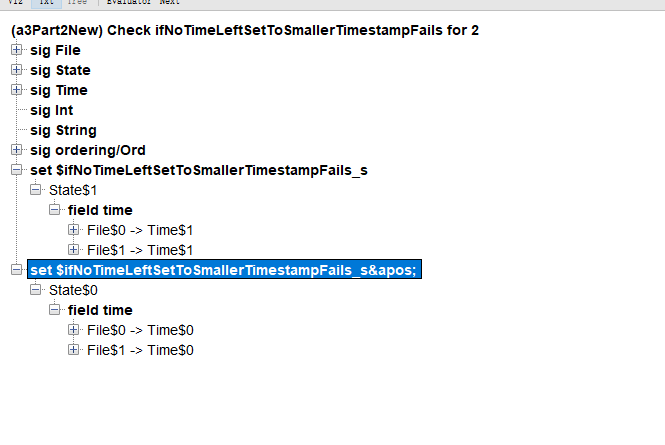 Viz Txt Tree Evaluator Next
(a3Part2New) Check ifNoTimeLeftSetToSmallerTimestampFails for 2
sig File
sig State
sig Time
sig Int
sig String
sig ordering/Ord
set $ifNoTimeLeftSetToSmallerTimestampFails_s
State$1
field time
File$0 -> Time$1
File$1 -> Time$1
set $ifNoTimeLeftSetToSmallerTimestampFails_s&apos;
State$0
field time
File$0 -> Time$0
File$1 -> Time$0